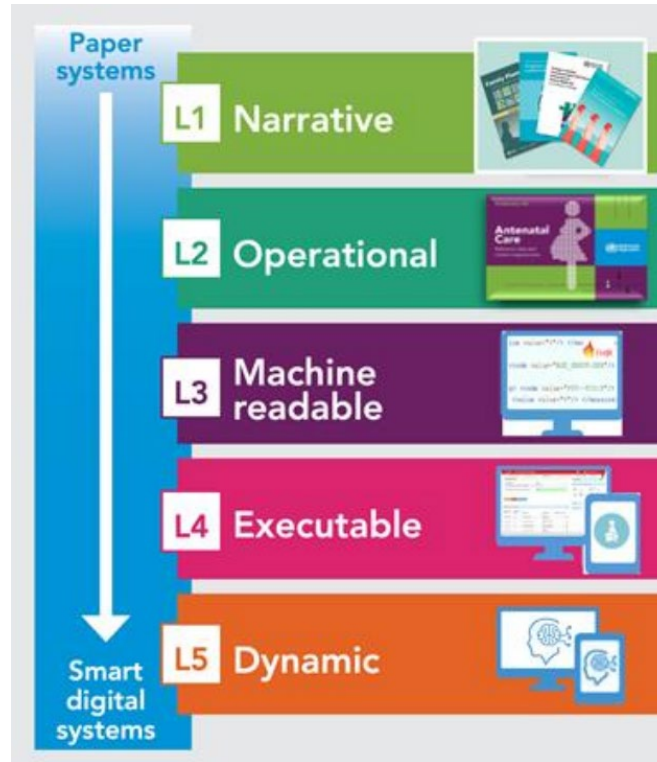 Paper
systems
L1 Narrative
L2 Operational
Antenatal
Care
L3 Machine
readable
L4 Executable
L5 Dynamic
Smart
digital
systems